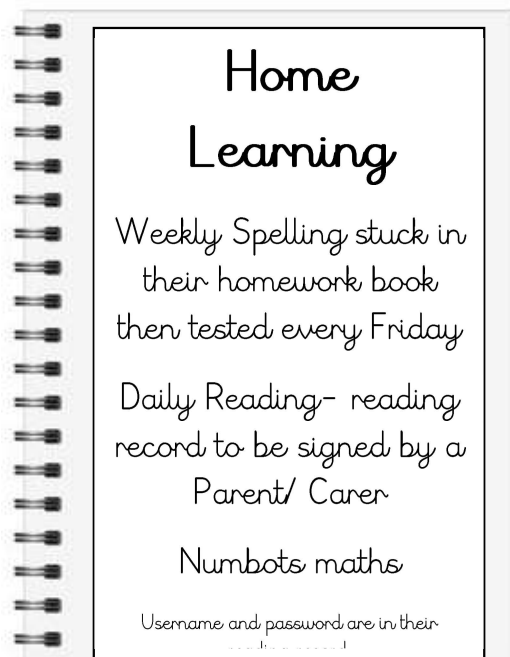 Home
Learning
Weekly Spelling stuck in
their homework book
then tested every Friday
Daily Reading- reading
record to be signed by a
Parent/ Carer
Numbots maths
Username and password are in their